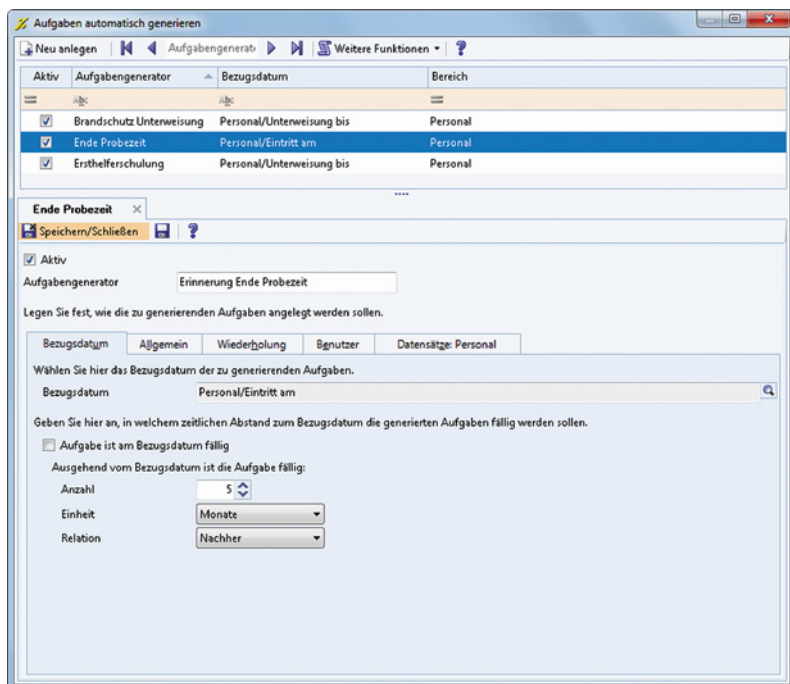 Aufgaben automatisch generieren
Neu anlegen Aufgabengenerato Weitere Funktionen ?
Aktiv Aufgabengenerator Bezugsdatum Bereich
= Abc Abc =
Brandschutz Unterweisung Personal/Unterweisung bis Personal
Ende Probezeit Personal/Eintritt am Personal
Ersthelferschulung Personal/Unterweisung bis Personal
Ende Probezeit
Speichern/Schließen ?
Aktiv
Aufgabengenerator Erinnerung Ende Probezeit
Legen Sie fest, wie die zu generierenden Aufgaben angelegt werden sollen.
Bezugsdatum Allgemein Wiederholung Benutzer Datensätze: Personal
Wählen Sie hier das Bezugsdatum der zu generierenden Aufgaben.
Bezugsdatum Personal/Eintritt am
Geben Sie hier an, in welchem zeitlichen Abstand zum Bezugsdatum die generierten Aufgaben fällig werden sollen.
Aufgabe ist am Bezugsdatum fällig
Ausgehend vom Bezugsdatum ist die Aufgabe fällig:
Anzahl 5
Einheit Monate
Relation Nachher